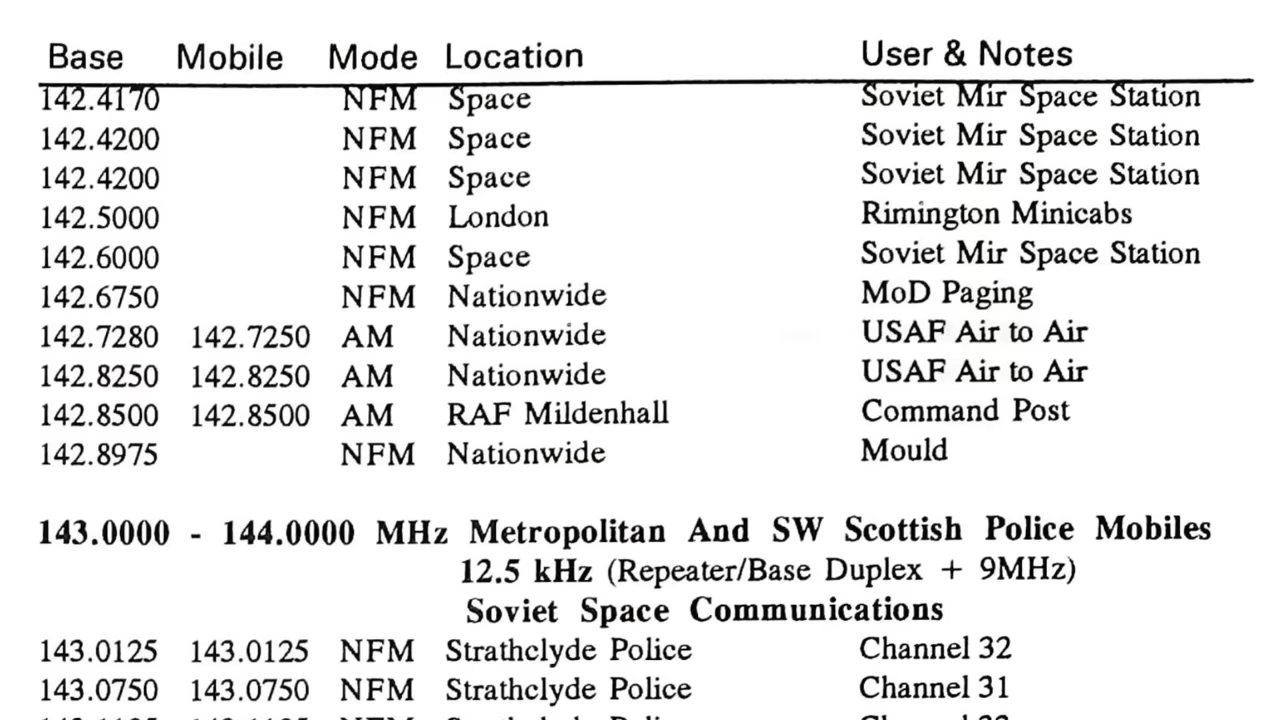 Base Mobile Mode Location User & Notes
142.4170 NFM Space Soviet Mir Space Station
142.4200 NFM Space Soviet Mir Space Station
142.4200 NFM Space Soviet Mir Space Station
142.5000 NFM London Rimington Minicabs
142.6000 NFM Space Soviet Mir Space Station
142.6750 NFM Nationwide MoD Paging
142.7280 142.7250 AM Nationwide USAF Air to Air
142.8250 142.8250 AM Nationwide USAF Air to Air
142.8500 142.8500 AM RAF Mildenhall Command Post
142.8975 NFM Nationwide Mould
143.0000 - 144.0000 MHz Metropolitan And SW Scottish Police Mobiles
12.5 kHz (Repeater/Base Duplex + 9MHz)
Soviet Space Communications
143.0125 143.0125 NFM Strathclyde Police Channel 32
143.0750 143.0750 NFM Strathclyde Police Channel 31